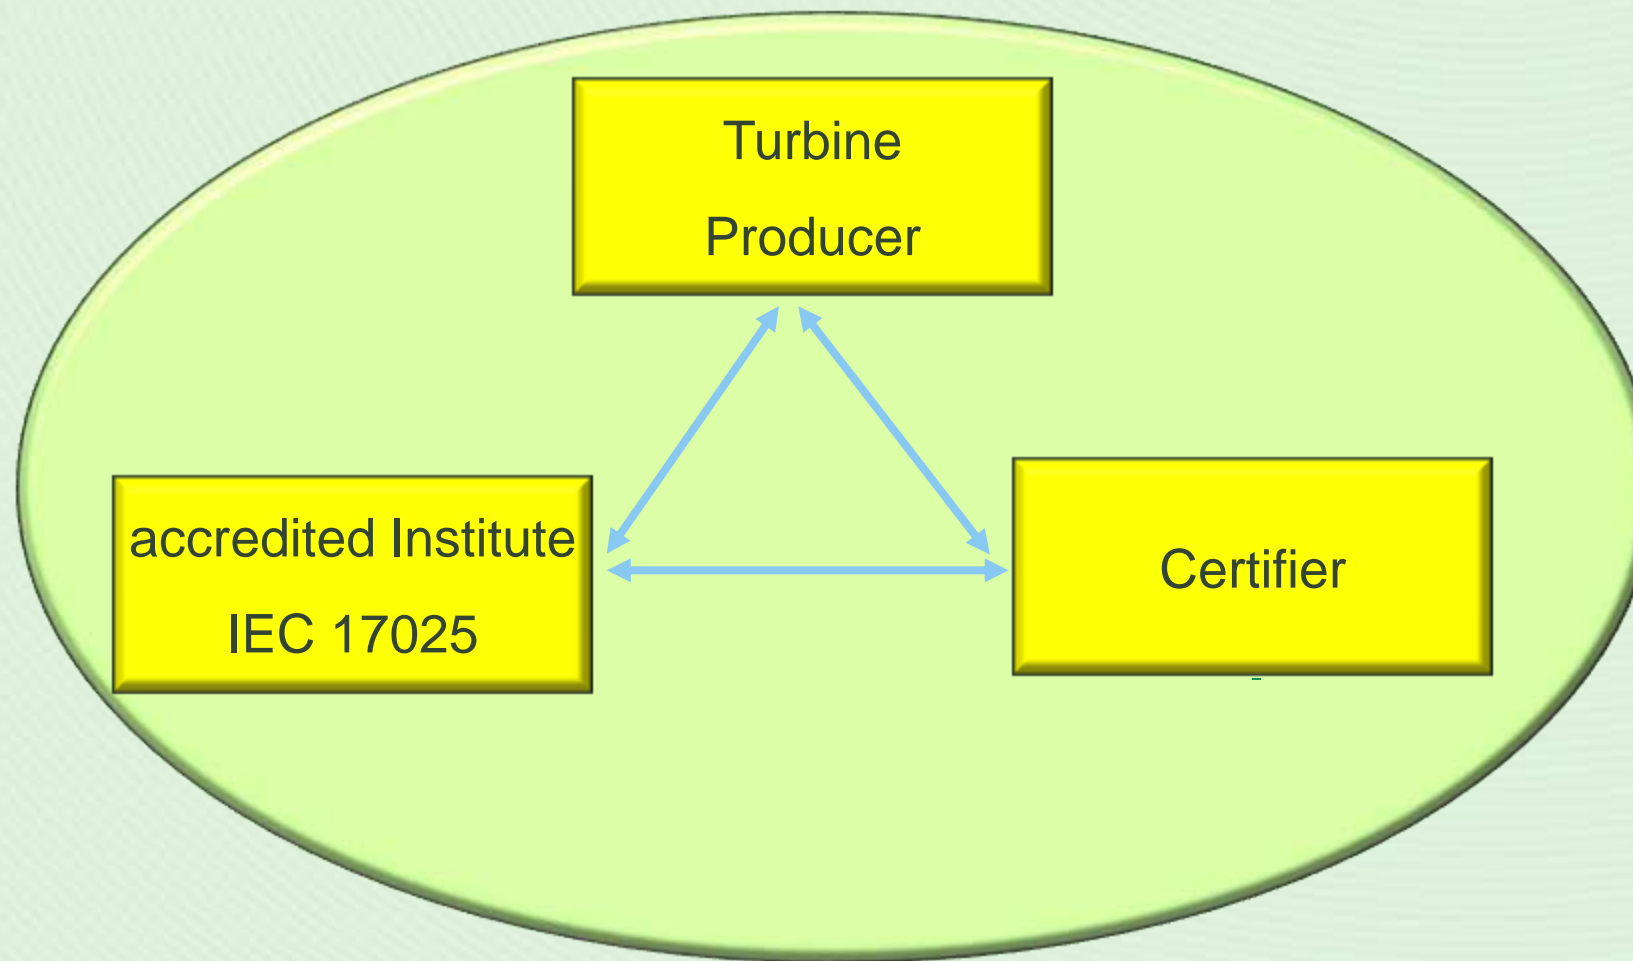 Turbine
Producer
accredited Institute
IEC 17025
Certifier